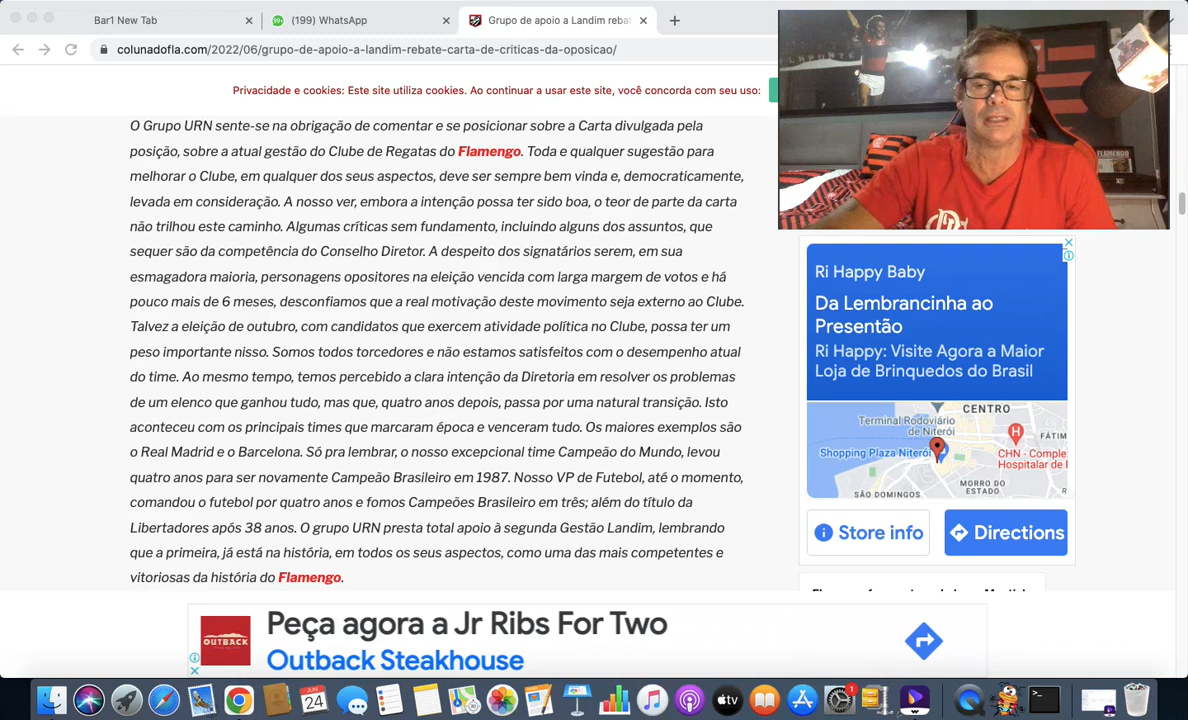 Bar1 New Tab
(199) WhatsApp
Grupo de apoio a Landim rebat
colunadofla.com/2022/06/grupo-de-apoio-a-landim-rebate-carta-de-criticas-da-oposicao/
Privacidade e cookies: Este site utiliza cookies. Ao continuar a usar este site, você concorda com seu uso:
O Grupo URN sente-se na obrigação de comentar e se posicionar sobre a Carta divulgada pela
posição, sobre a atual gestão do Clube de Regatas do Flamengo. Toda e qualquer sugestão para
melhorar o Clube, em qualquer dos seus aspectos, deve ser sempre bem vinda e, democraticamente,
levada em consideração. A nosso ver, embora a intenção possa ter sido boa, o teor de parte da carta
não trilhou este caminho. Algumas críticas sem fundamento, incluindo alguns dos assuntos, que
sequer são da competência do Conselho Diretor. A despeito dos signatários serem, em sua
esmagadora maioria, personagens opositores na eleição vencida com larga margem de votos e há
pouco mais de 6 meses, desconfiamos que a real motivação deste movimento seja externo ao Clube.
Talvez a eleição de outubro, com candidatos que exercem atividade política no Clube, possa ter um
peso importante nisso. Somos todos torcedores e não estamos satisfeitos com o desempenho atual
do time. Ao mesmo tempo, temos percebido a clara intenção da Diretoria em resolver os problemas
de um elenco que ganhou tudo, mas que, quatro anos depois, passa por uma natural transição. Isto
aconteceu com os principais times que marcaram época e venceram tudo. Os maiores exemplos são
o Real Madrid e o Barcelona. Só pra lembrar, o nosso excepcional time Campeão do Mundo, levou
quatro anos para ser novamente Campeão Brasileiro em 1987. Nosso VP de Futebol, até o momento,
comandou o futebol por quatro anos e fomos Campeões Brasileiro em três; além do título da
Libertadores após 38 anos. O grupo URN presta total apoio à segunda Gestão Landim, lembrando
que a primeira, já está na história, em todos os seus aspectos, como uma das mais competentes e
vitoriosas da história do Flamengo.
FLAMENGO
Ri Happy Baby
Da Lembrancinha ao
Presentão
Ri Happy: Visite Agora a Maior
Loja de Brinquedos do Brasil
Terminal Rodoviário
de Niterói
CENTRO
FÁTIM
Shopping Plaza Niterói
CHN - Comple
Hospitalar de
MORRO DO
ESTADO
SÃO DOMINGOS
Store info
Directions
OUTBACK
Peça agora a Jr Ribs For Two
Outback Steakhouse
JUN
24
tv
1